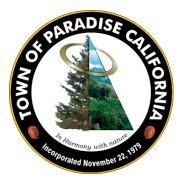 TOWN OF PARADISE CALIFORNIA
In Harmony with nature
Incorporated November 22, 1979